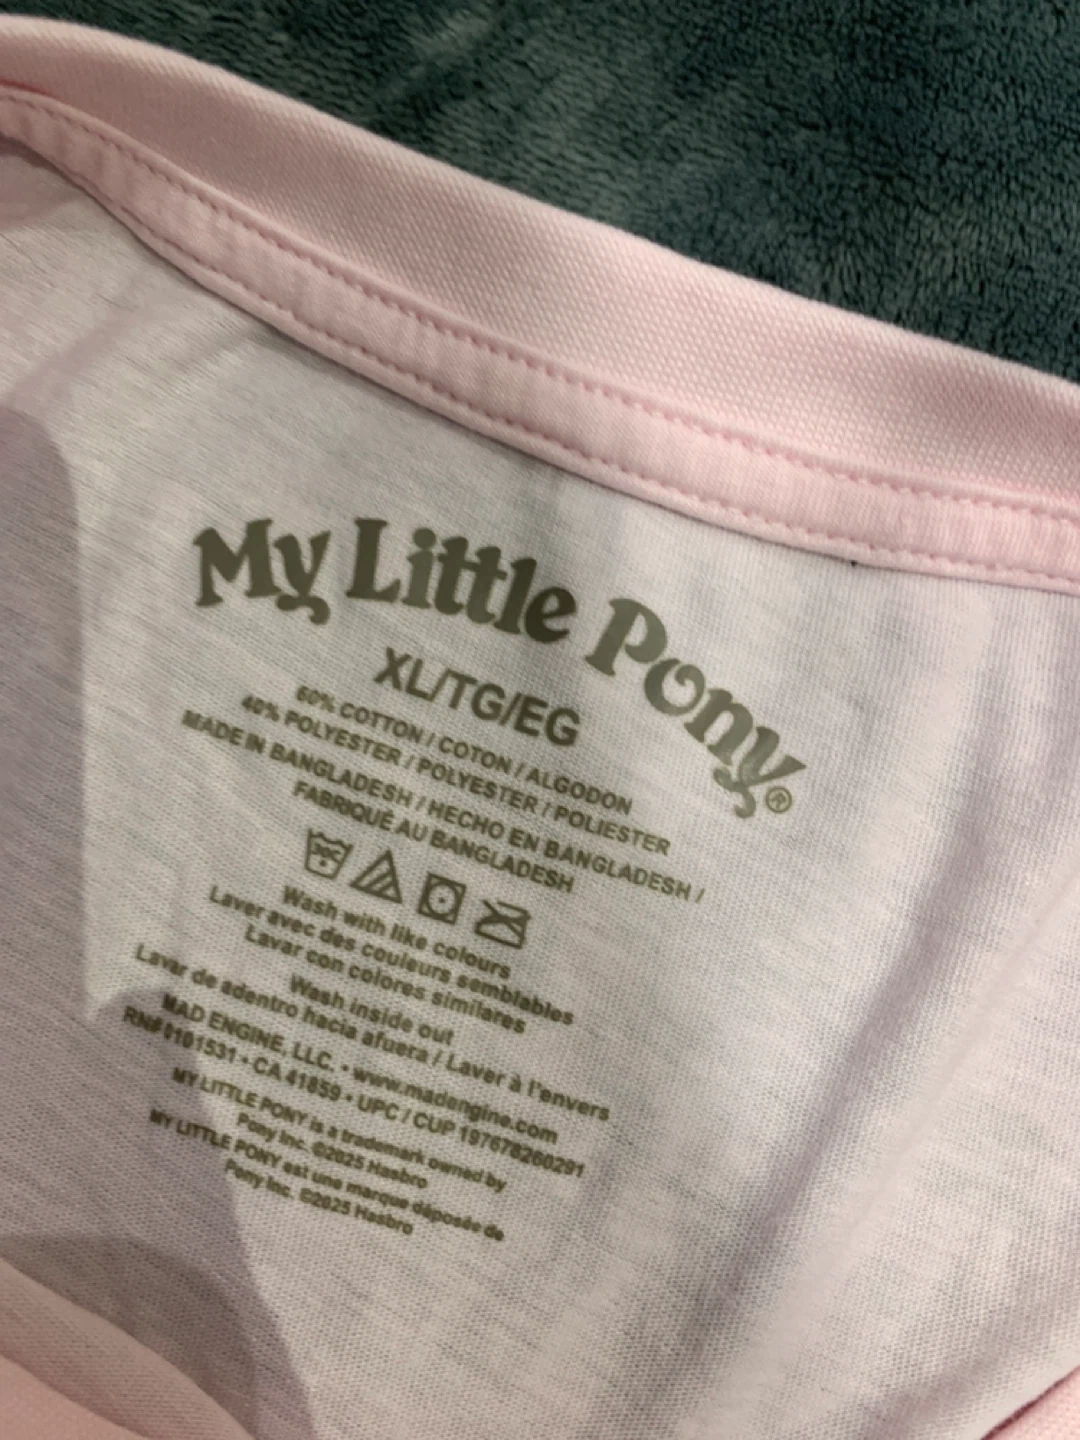 My Little Pony®
XL/TG/EG
60% COTTON / COTON / ALGODON
40% POLYESTER / POLYESTER / POLIESTER
MADE IN BANGLADESH / HECHO EN BANGLADESH /
FABRIQUÉ AU BANGLADESH
30C
Wash with like colours
Laver avec des couleurs semblables
Lavar con colores similares
Wash inside out
Lavar de adentro hacia afuera / Laver à l'envers
MAD ENGINE, LLC. • www.madengine.com
RN# 0101531 • CA 41859 • UPC / CUP 197678260291
MY LITTLE PONY is a trademark owned by
Pony Inc. ©2025 Hasbro
MY LITTLE PONY est une marque déposée de
Pony Inc. ©2025 Hasbro